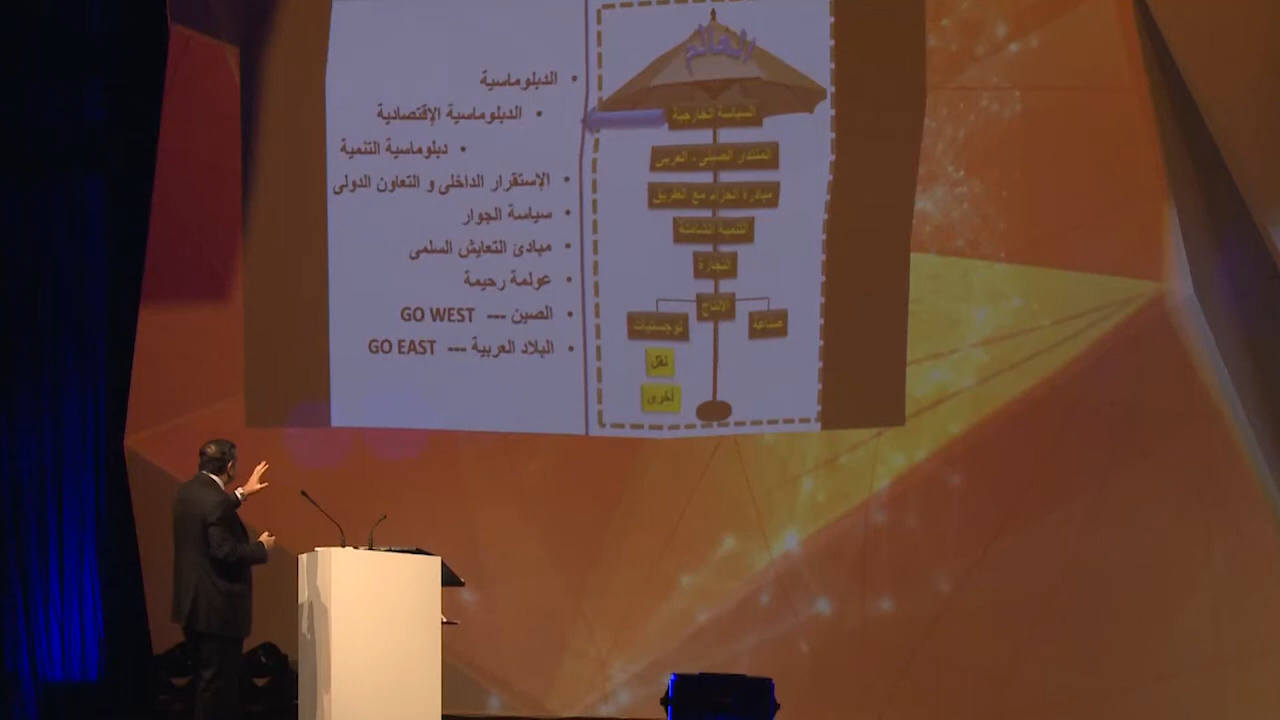 العالم
السياسة الخارجية
المنتدى الصينى - العربى
مبادرة الحزام مع الطريق
التنمية الشاملة
التجارة
الإنتاج
صناعة
لوجستيات
نقل
أخرى
• الدبلوماسية
• الدبلوماسية الإقتصادية
• دبلوماسية التنمية
• الإستقرار الداخلى و التعاون الدولى
• سياسة الجوار
• مبادئ التعايش السلمى
• عولمة رحيمة
• الصين --- GO WEST
• البلاد العربية --- GO EAST